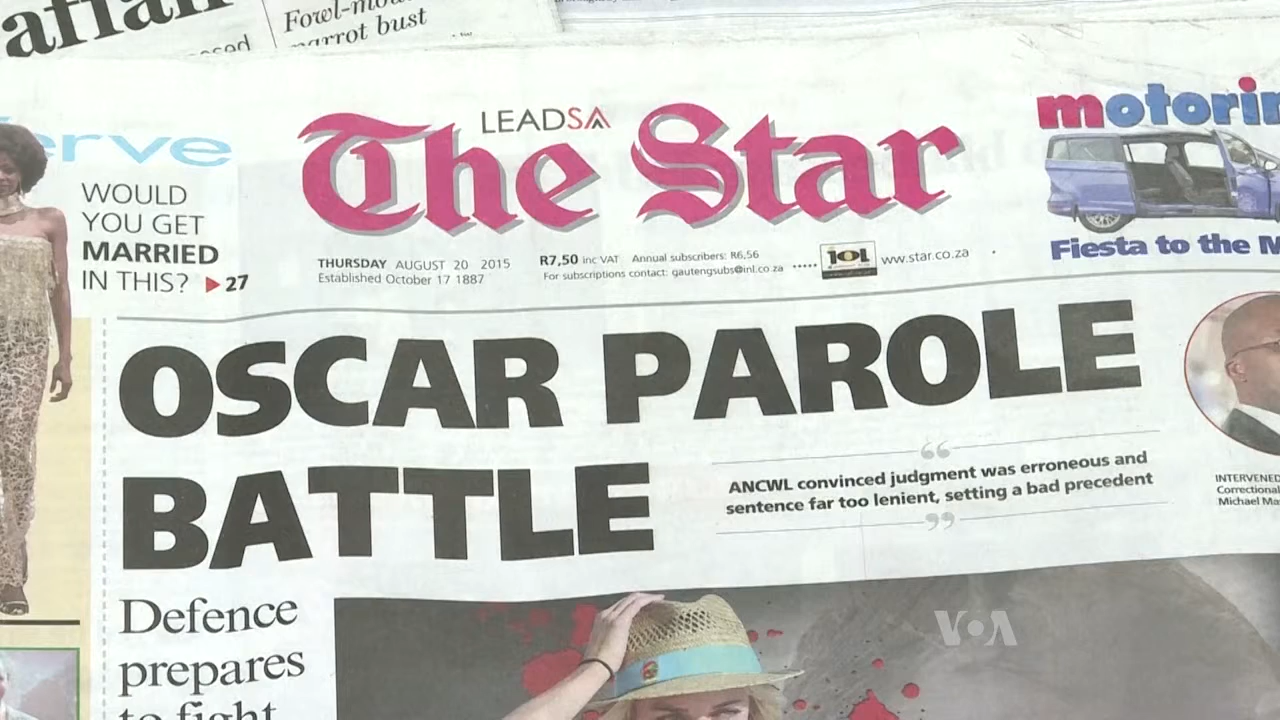 Fowl-mou
parrot bust
erve
WOULD
YOU GET
MARRIED
IN THIS? 27
LEADSA
The Star
THURSDAY AUGUST 20 2015
Established October 17 1887
R7,50 inc VAT Annual subscribers: R6,56
For subscriptions contact: gautengsubs@inl.co.za
iol
www.star.co.za
motorin
Fiesta to the M
OSCAR PAROLE
BATTLE
“
ANCWL convinced judgment was erroneous and
sentence far too lenient, setting a bad precedent
”
INTERVENED
Correctional
Michael Ma
Defence
prepares
to fight
VOA